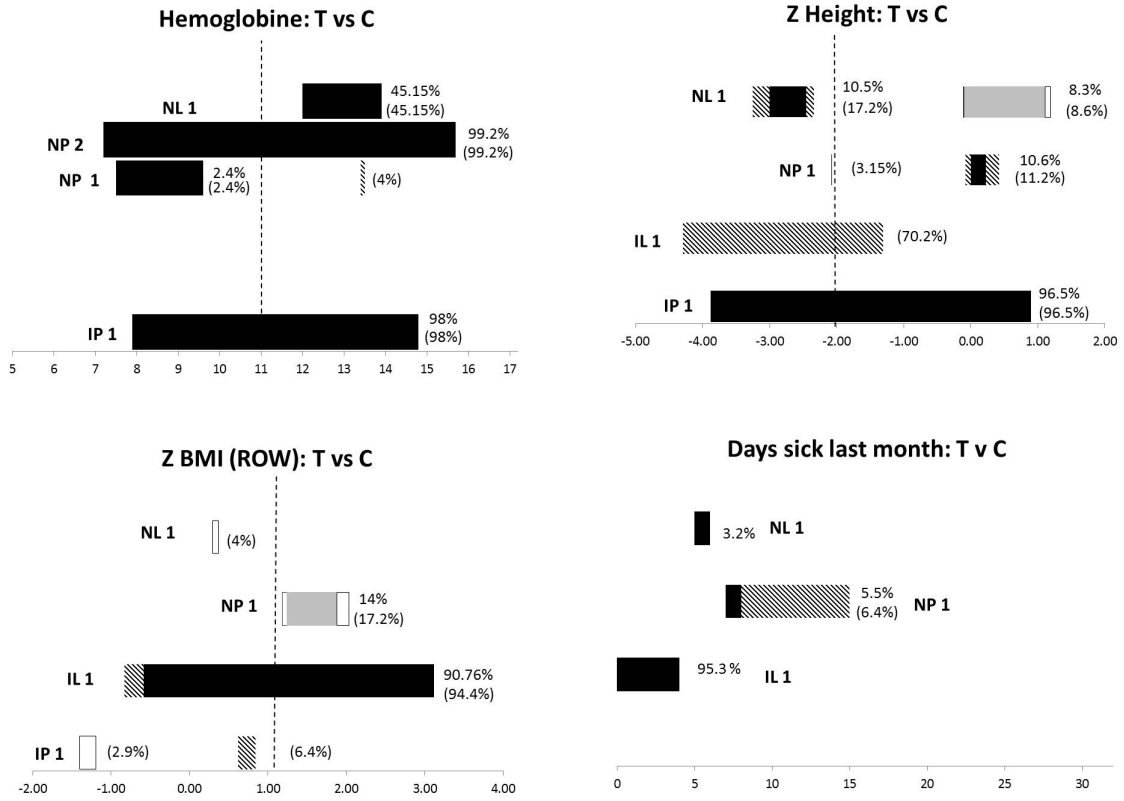 Hemoglobine: T vs C
NL 1
45.15%
(45.15%)
NP 2
99.2%
(99.2%)
NP 1
2.4%
(2.4%)
(4%)
IP 1
98%
(98%)
5 6 7 8 9 10 11 12 13 14 15 16 17
Z Height: T vs C
NL 1
10.5%
(17.2%)
8.3%
(8.6%)
NP 1
(3.15%)
10.6%
(11.2%)
IL 1
(70.2%)
IP 1
96.5%
(96.5%)
-5.00 -4.00 -3.00 -2.00 -1.00 0.00 1.00 2.00
Z BMI (ROW): T vs C
NL 1
(4%)
NP 1
14%
(17.2%)
IL 1
90.76%
(94.4%)
IP 1
(2.9%)
(6.4%)
-2.00 -1.00 0.00 1.00 2.00 3.00 4.00
Days sick last month: T v C
3.2% NL 1
5.5%
(6.4%)
NP 1
95.3 %
IL 1
0 5 10 15 20 25 30